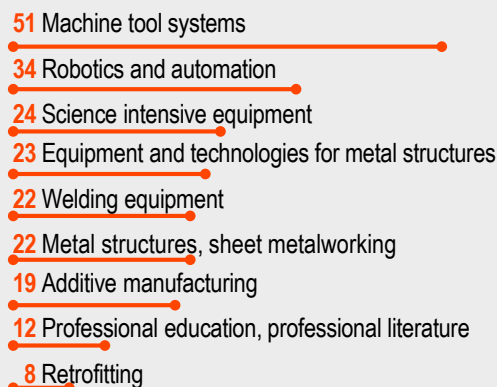 51 Machine tool systems
34 Robotics and automation
24 Science intensive equipment
23 Equipment and technologies for metal structures
22 Welding equipment
22 Metal structures, sheet metalworking
19 Additive manufacturing
12 Professional education, professional literature
8 Retrofitting